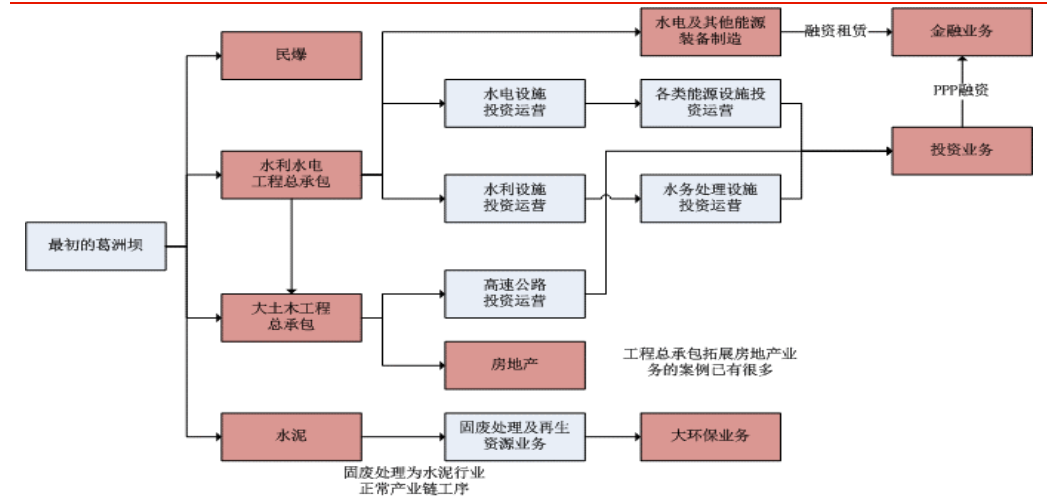 水电及其他能源
装备制造
融资租赁
金融业务
民爆
PPP融资
水电设施
投资运营
各类能源设施投
资运营
投资业务
水利水电
工程总承包
水利设施
投资运营
水务处理设施
投资运营
最初的葛洲坝
高速公路
投资运营
大土木工程
总承包
房地产
工程总承包拓展房地产业
务的案例已有很多
水泥
固废处理及再生
资源业务
大环保业务
固废处理为水泥行业
正常产业链工序